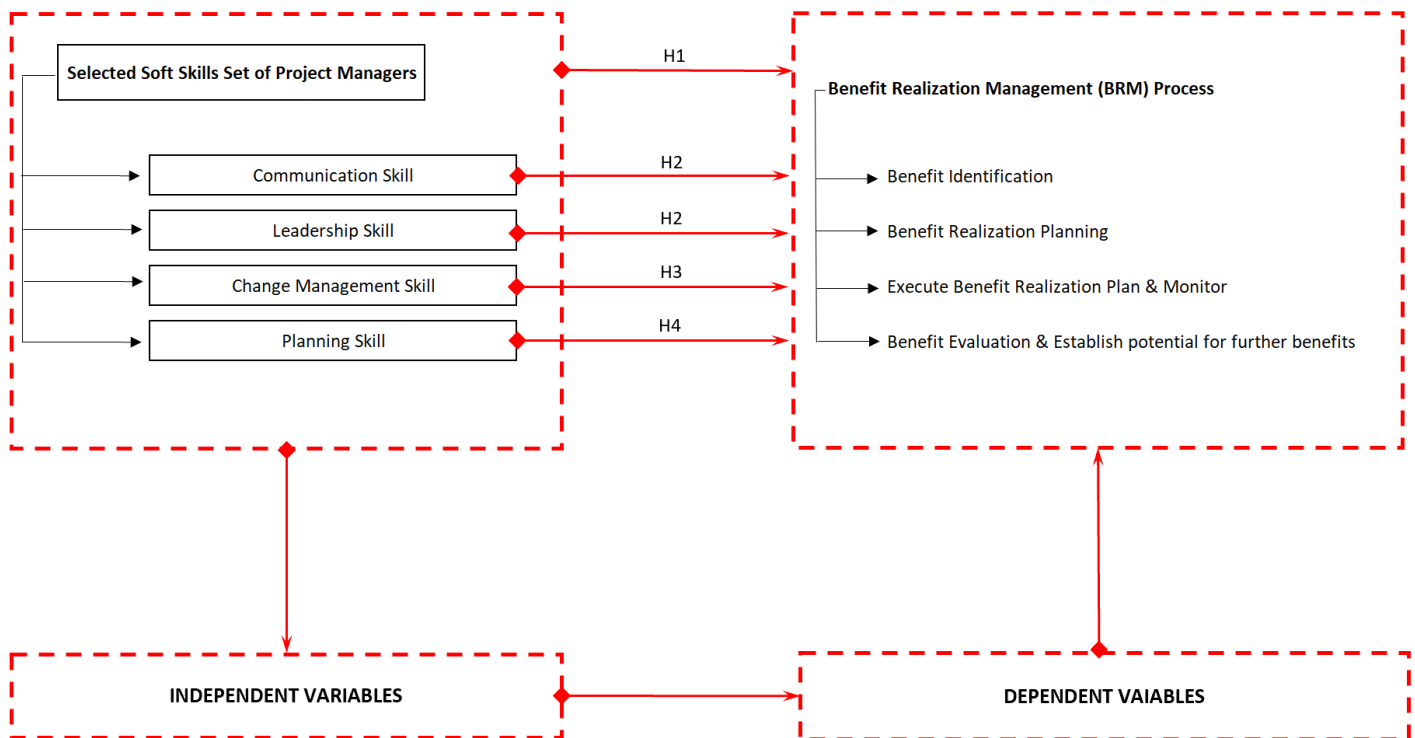 Selected Soft Skills Set of Project Managers
Communication Skill
Leadership Skill
Change Management Skill
Planning Skill
H1
H2
H2
H3
H4
Benefit Realization Management (BRM) Process
Benefit Identification
Benefit Realization Planning
Execute Benefit Realization Plan & Monitor
Benefit Evaluation & Establish potential for further benefits
INDEPENDENT VARIABLES
DEPENDENT VAIABLES